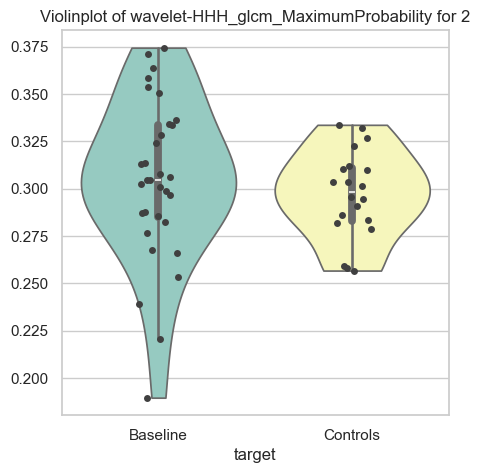 Violinplot of wavelet-HHH_glcm_MaximumProbability for 2
0.375
0.350
0.325
0.300
0.275
0.250
0.225
0.200
Baseline
Controls
target